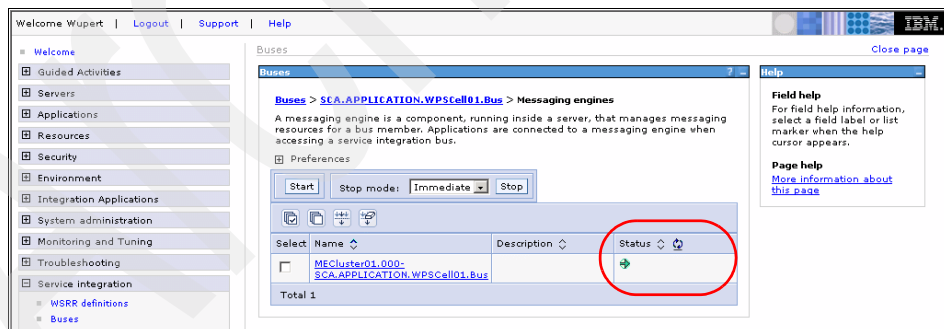 Welcome Wupert | Logout | Support | Help
IBM.
Welcome
Guided Activities
Servers
Applications
Resources
Security
Environment
Integration Applications
System administration
Monitoring and Tuning
Troubleshooting
Service integration
WSRR definitions
Buses
Buses
Close page
Buses
? -
Buses > SCA.APPLICATION.WPSCell01.Bus > Messaging engines
A messaging engine is a component, running inside a server, that manages messaging
resources for a bus member. Applications are connected to a messaging engine when
accessing a service integration bus.
Preferences
Start Stop mode: Immediate Stop
Select Name Description Status
MECluster01.000-
SCA.APPLICATION.WPSCell01.Bus
Total 1
Help -
Field help
For field help information,
select a field label or list
marker when the help
cursor appears.
Page help
More information about
this page